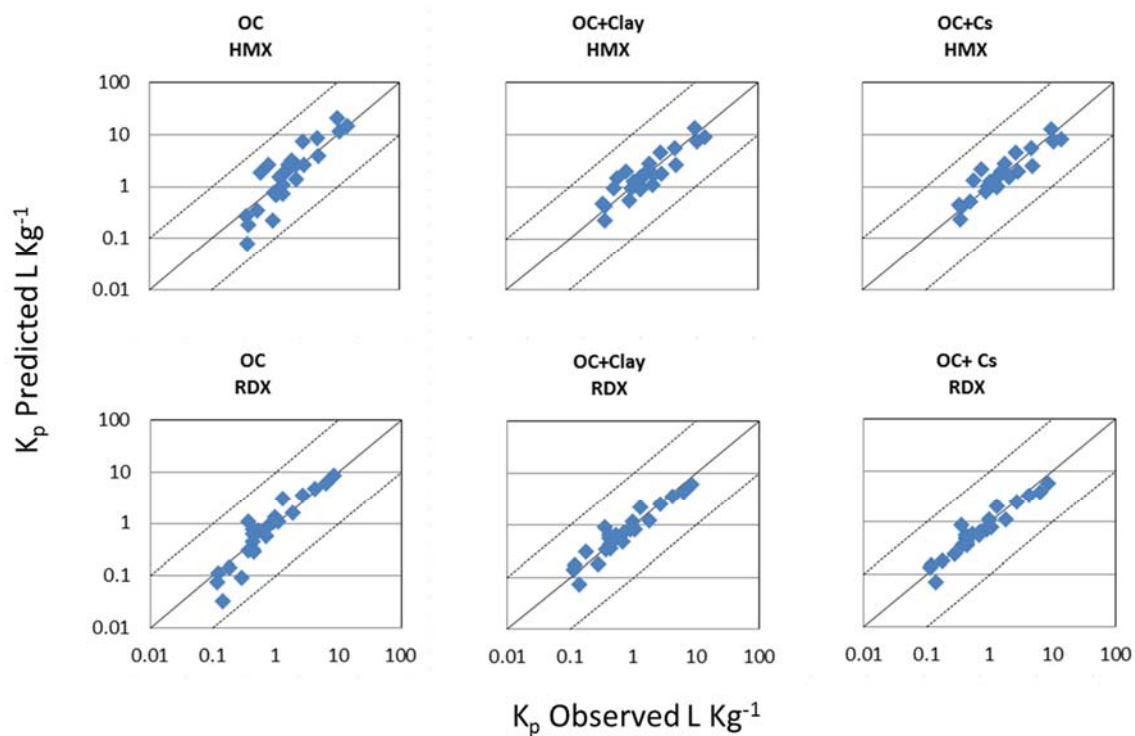 OC
HMX
OC+Clay
HMX
OC+Cs
HMX
100
10
1
0.1
0.01
Kp Predicted L Kg⁻¹
OC
RDX
OC+Clay
RDX
OC+ Cs
RDX
100
10
1
0.1
0.01
0.01 0.1 1 10 100
0.01 0.1 1 10 100
0.01 0.1 1 10 100
Kp Observed L Kg⁻¹